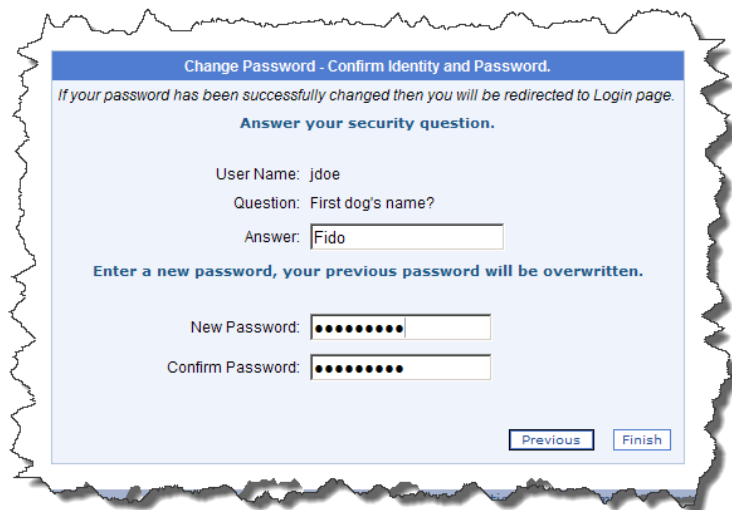 Change Password - Confirm Identity and Password.
If your password has been successfully changed then you will be redirected to Login page.
Answer your security question.
User Name: jdoe
Question: First dog's name?
Answer: Fido
Enter a new password, your previous password will be overwritten.
New Password: ●●●●●●●●●
Confirm Password: ●●●●●●●●●
Previous Finish